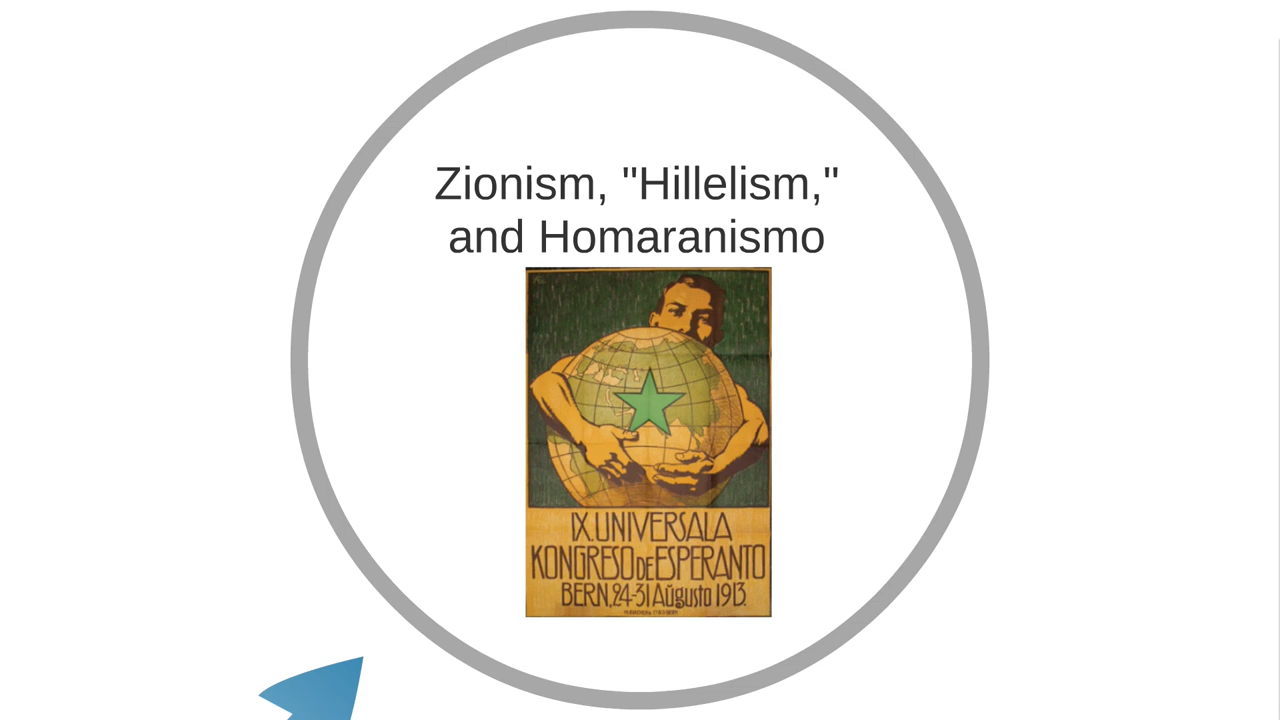 Zionism, "Hillelism,"
and Homaranismo
IX. UNIVERSALA
KONGRESO DE ESPERANTO
BERN, 24-31 Aŭgusto 1913.